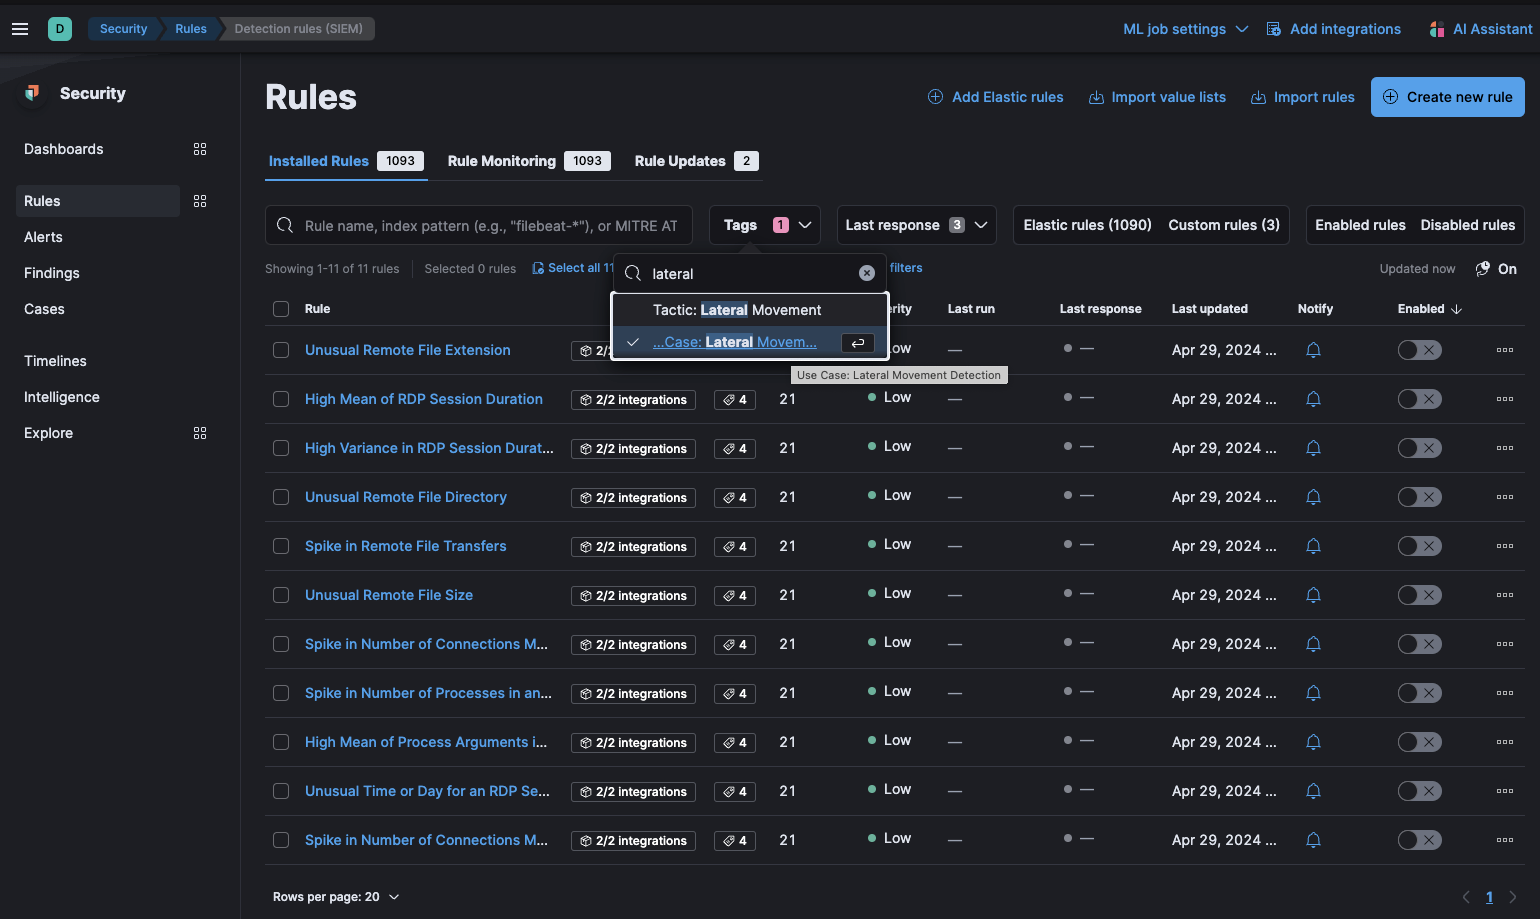 D Security Rules Detection rules (SIEM) ML job settings Add integrations AI Assistant
Security
Dashboards
Rules
Alerts
Findings
Cases
Timelines
Intelligence
Explore
Rules
Add Elastic rules Import value lists Import rules Create new rule
Installed Rules 1093 Rule Monitoring 1093 Rule Updates 2
Rule name, index pattern (e.g., "filebeat-*"), or MITRE AT Tags 1 Last response 3 Elastic rules (1090) Custom rules (3) Enabled rules Disabled rules
Showing 1-11 of 11 rules Selected 0 rules Select all 11 filters Updated now On
lateral
Tactic: Lateral Movement
...Case: Lateral Movem...
Use Case: Lateral Movement Detection
Rule Last run Last response Last updated Notify Enabled
Unusual Remote File Extension — — Apr 29, 2024 ...
High Mean of RDP Session Duration 2/2 integrations 4 21 Low — — Apr 29, 2024 ...
High Variance in RDP Session Durat... 2/2 integrations 4 21 Low — — Apr 29, 2024 ...
Unusual Remote File Directory 2/2 integrations 4 21 Low — — Apr 29, 2024 ...
Spike in Remote File Transfers 2/2 integrations 4 21 Low — — Apr 29, 2024 ...
Unusual Remote File Size 2/2 integrations 4 21 Low — — Apr 29, 2024 ...
Spike in Number of Connections M... 2/2 integrations 4 21 Low — — Apr 29, 2024 ...
Spike in Number of Processes in an... 2/2 integrations 4 21 Low — — Apr 29, 2024 ...
High Mean of Process Arguments i... 2/2 integrations 4 21 Low — — Apr 29, 2024 ...
Unusual Time or Day for an RDP Se... 2/2 integrations 4 21 Low — — Apr 29, 2024 ...
Spike in Number of Connections M... 2/2 integrations 4 21 Low — — Apr 29, 2024 ...
Rows per page: 20 1